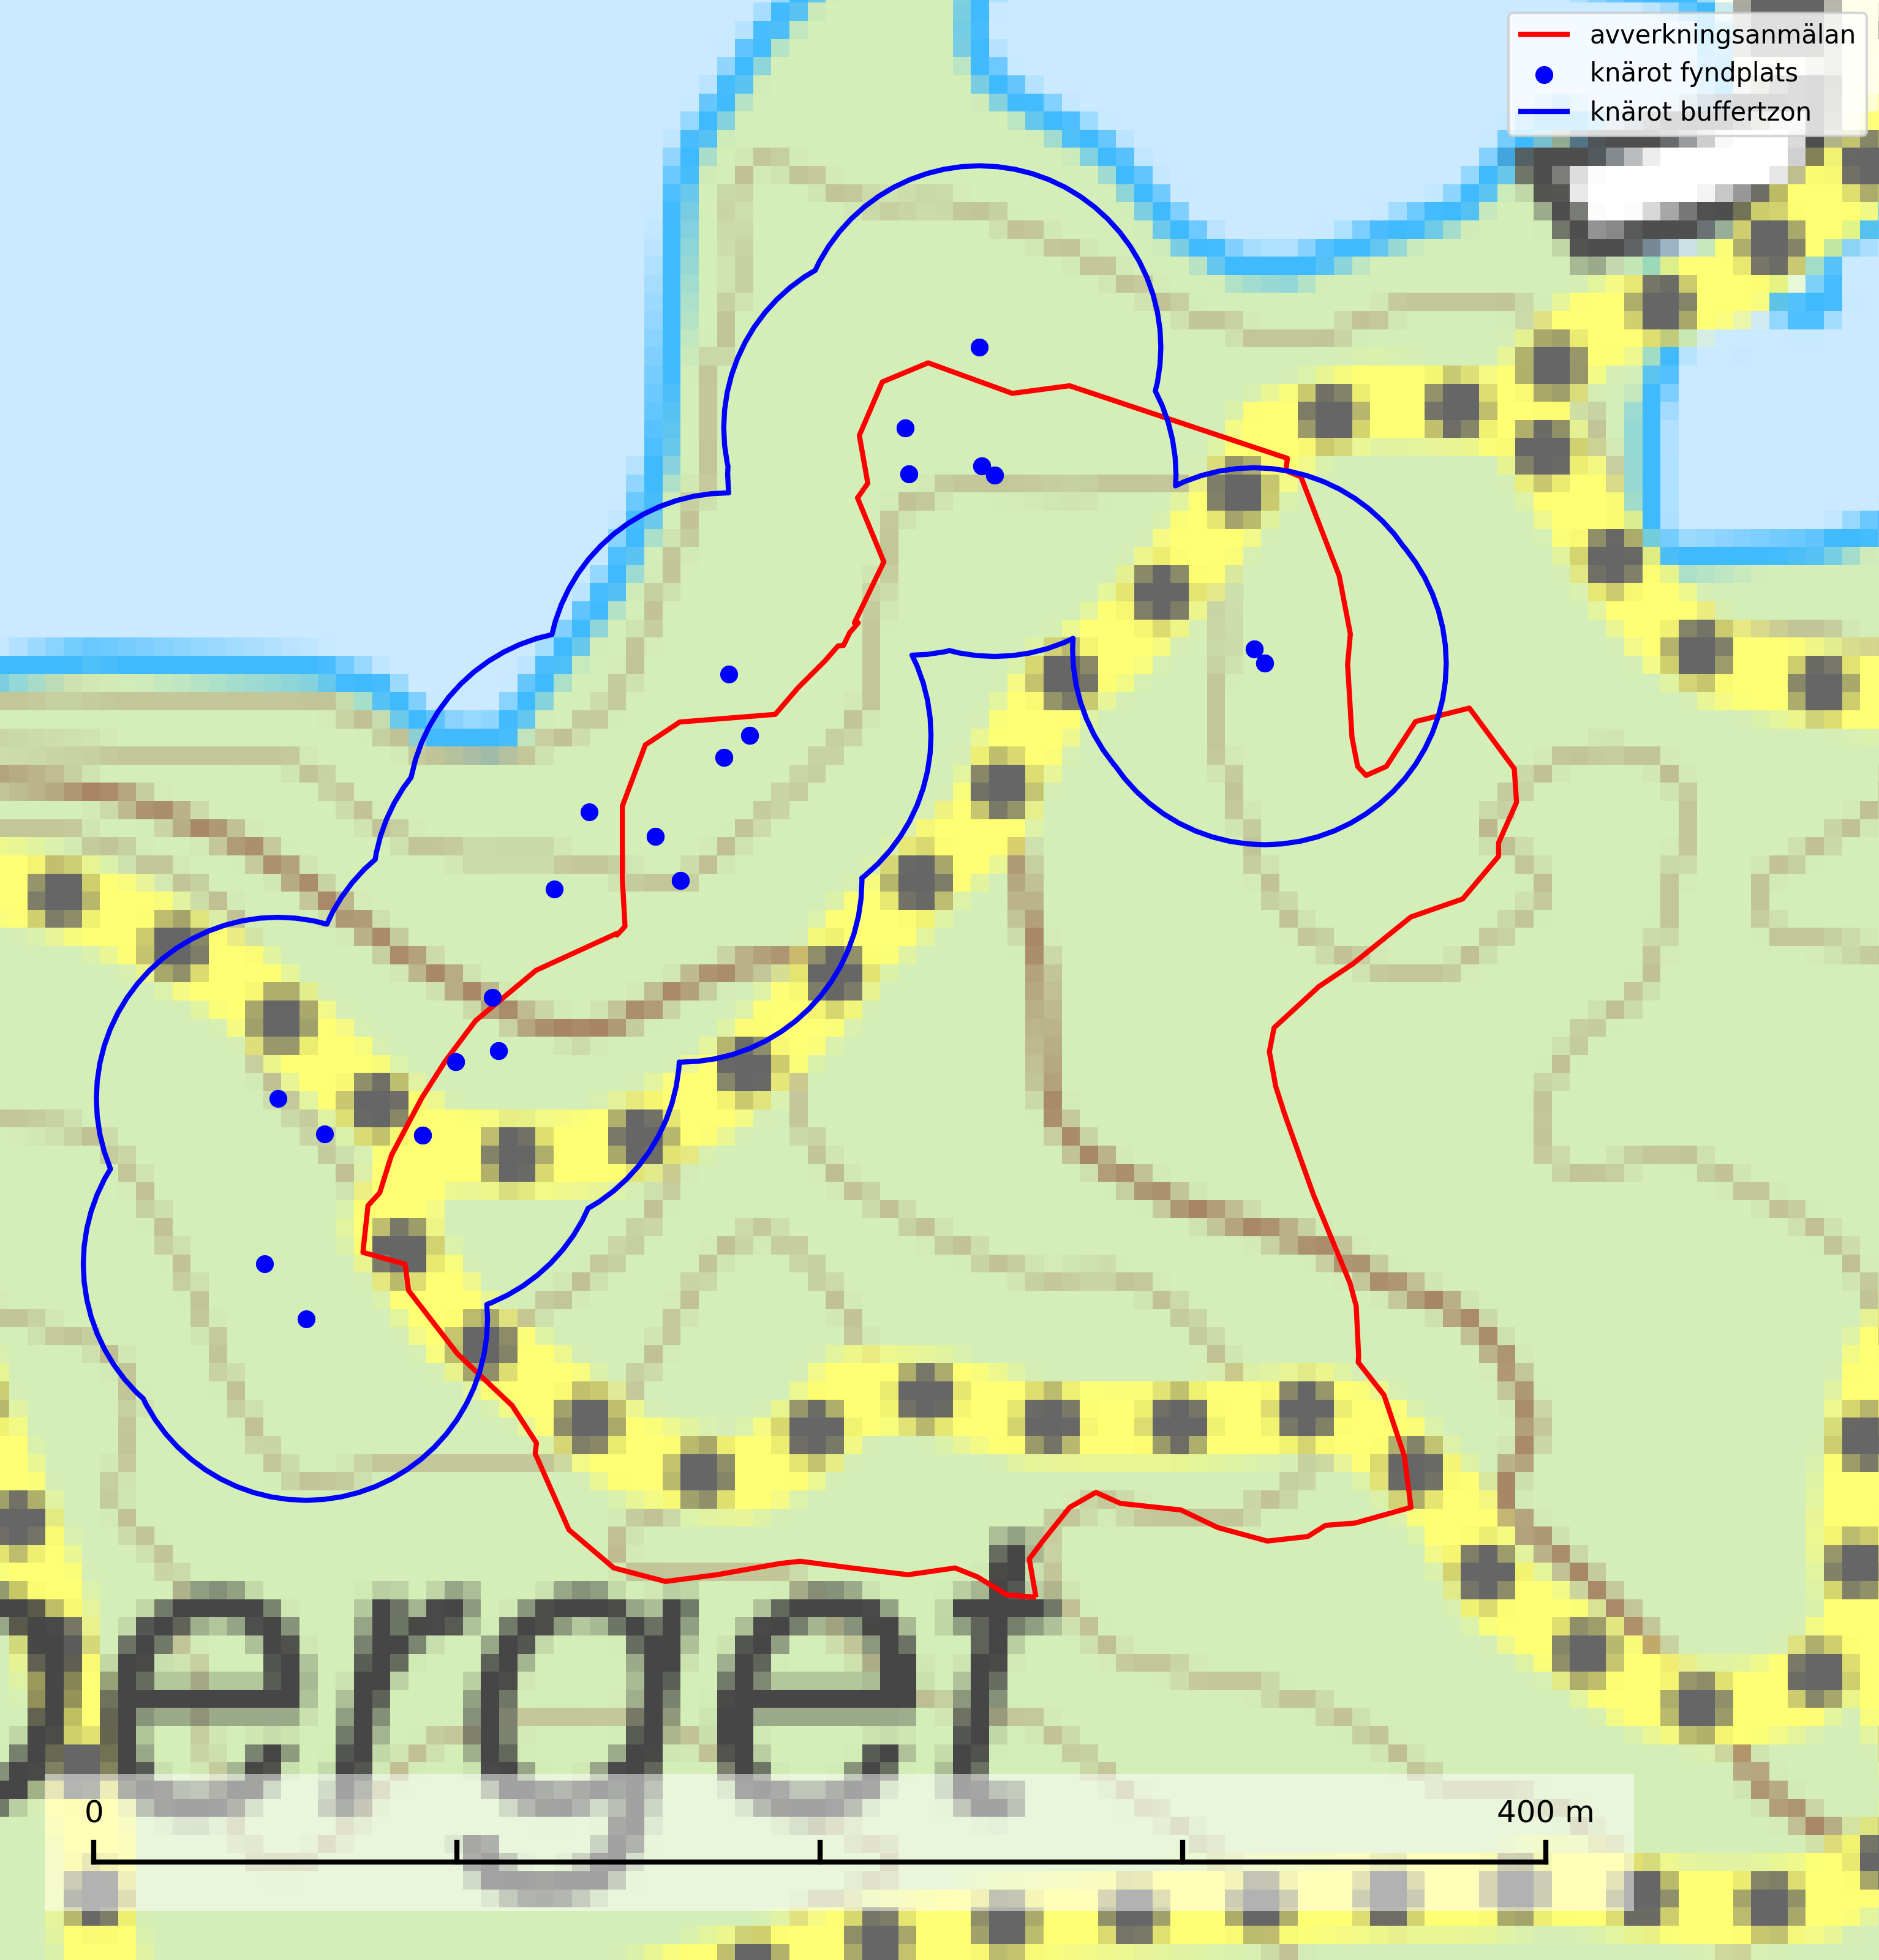 avverkningsanmälan
knärot fyndplats
knärot buffertzon
erget
0 400 m